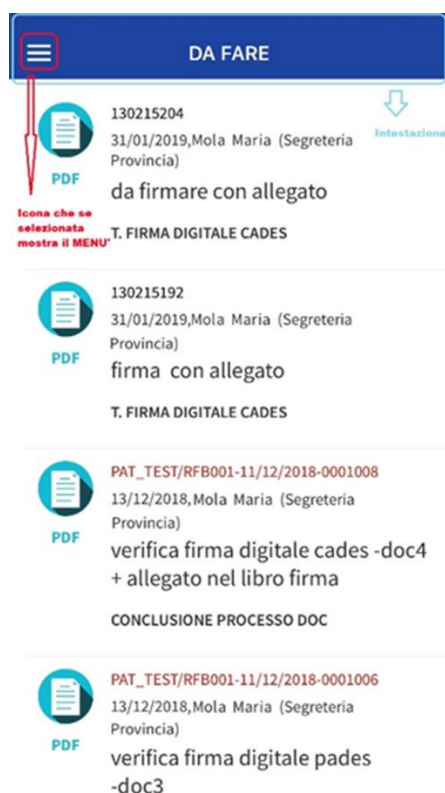 DA FARE
Intestazione
130215204
31/01/2019,Mola Maria (Segreteria
Provincia)
PDF
da firmare con allegato
Icona che se
selezionata
mostra il MENU'
T. FIRMA DIGITALE CADES
130215192
31/01/2019,Mola Maria (Segreteria
Provincia)
PDF
firma con allegato
T. FIRMA DIGITALE CADES
PAT_TEST/RFB001-11/12/2018-0001008
13/12/2018,Mola Maria (Segreteria
Provincia)
PDF
verifica firma digitale cades -doc4
+ allegato nel libro firma
CONCLUSIONE PROCESSO DOC
PAT_TEST/RFB001-11/12/2018-0001006
13/12/2018,Mola Maria (Segreteria
Provincia)
PDF
verifica firma digitale pades
-doc3